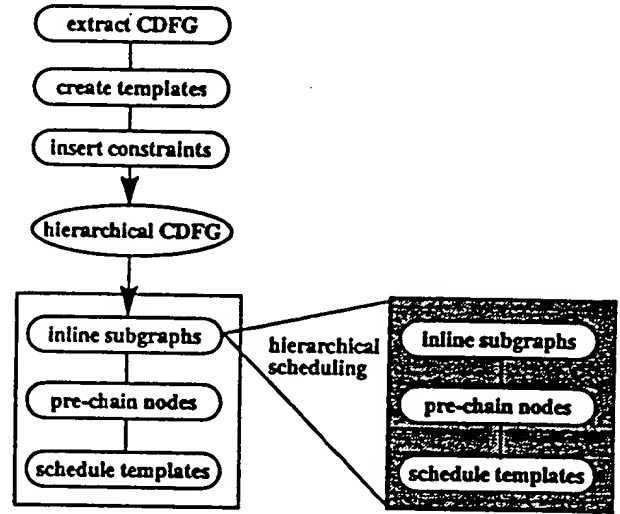 extract CDFG
create templates
insert constraints
hierarchical CDFG
inline subgraphs
pre-chain nodes
schedule templates
hierarchical
scheduling
inline subgraphs
pre-chain nodes
schedule templates